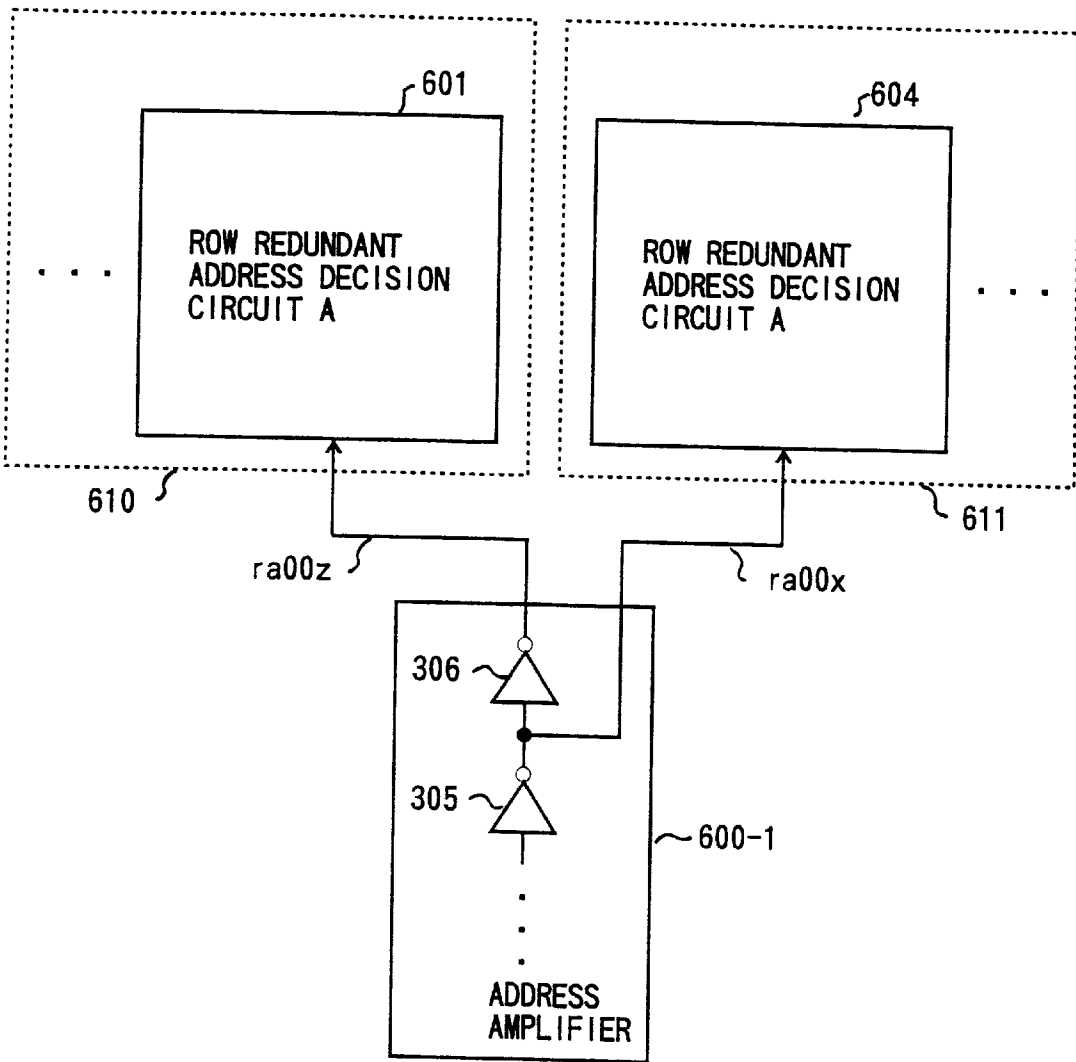 601
604
ROW REDUNDANT
ADDRESS DECISION
CIRCUIT A
ROW REDUNDANT
ADDRESS DECISION
CIRCUIT A
. . .
. . .
610
611
ra00z
ra00x
306
305
600-1
ADDRESS
AMPLIFIER